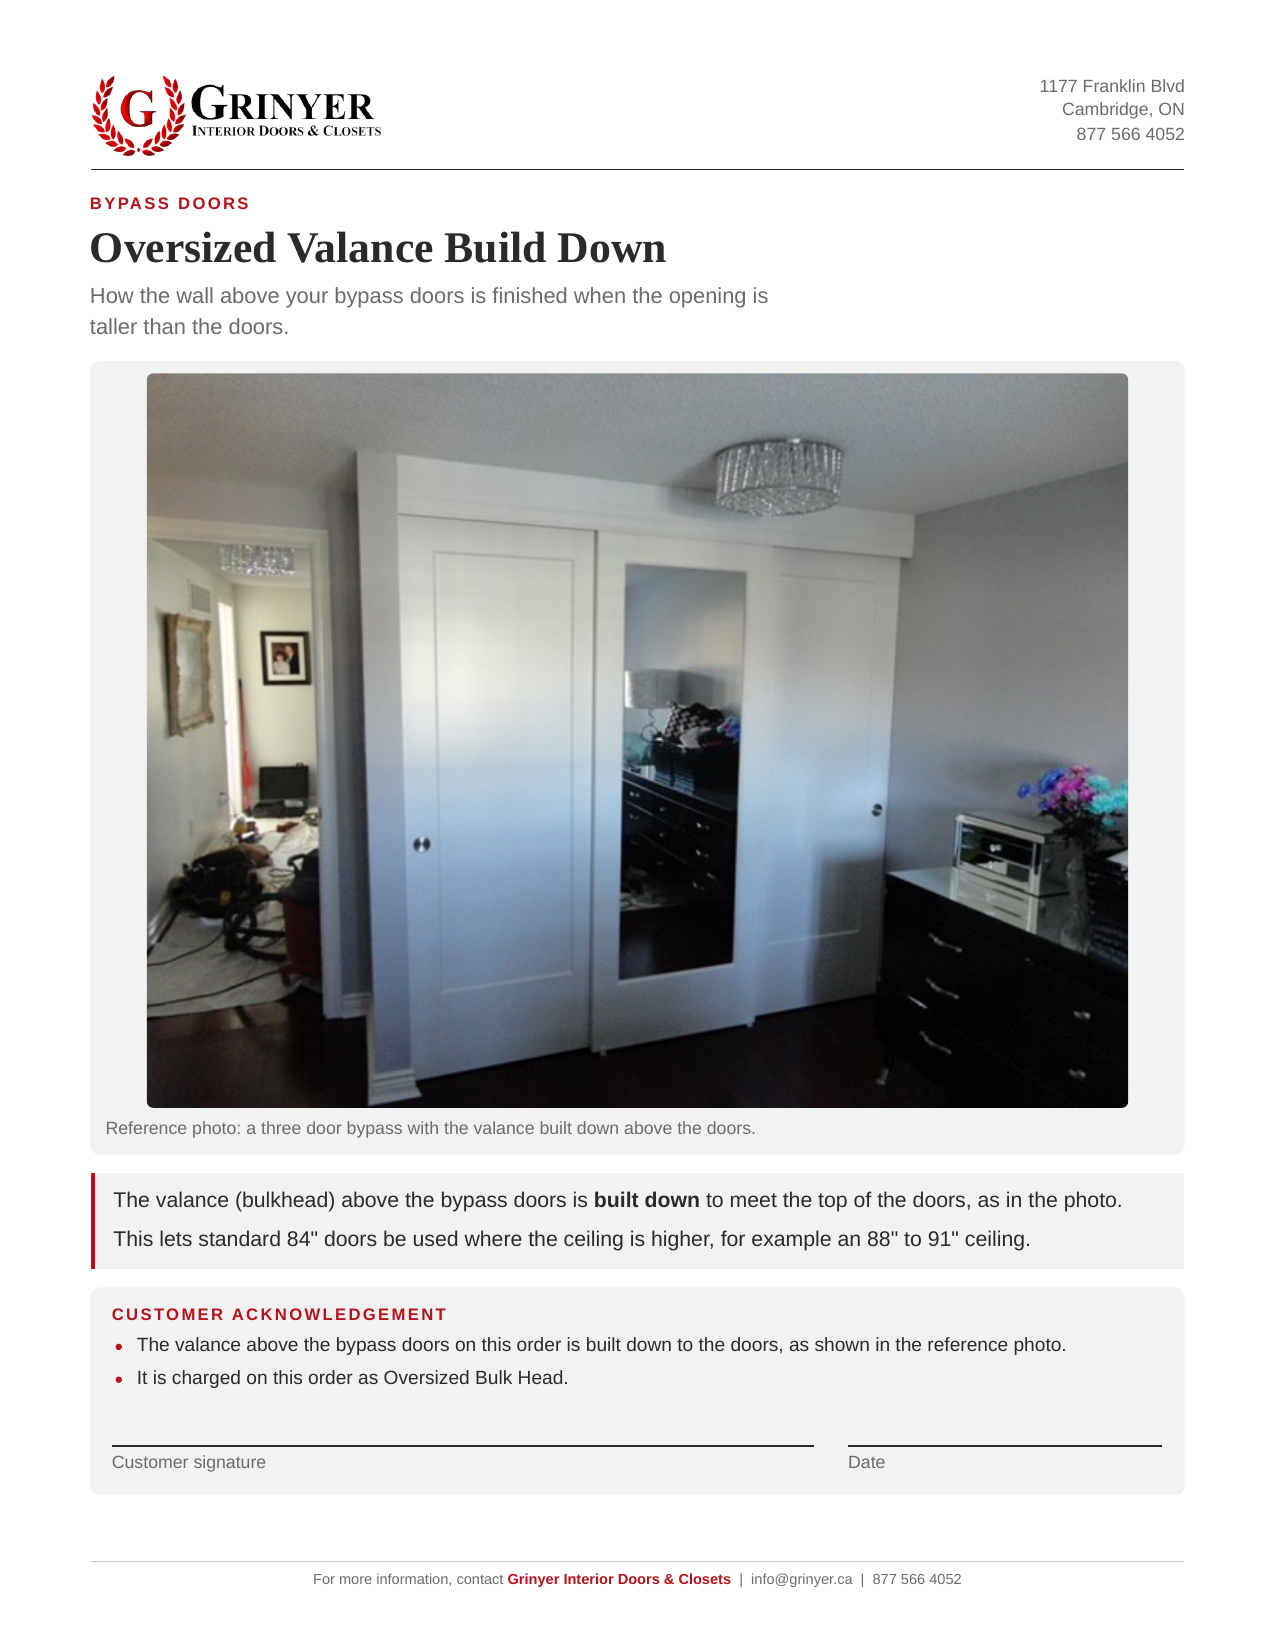 G GRINYER
INTERIOR DOORS & CLOSETS
1177 Franklin Blvd
Cambridge, ON
877 566 4052
BYPASS DOORS
Oversized Valance Build Down
How the wall above your bypass doors is finished when the opening is
taller than the doors.
Reference photo: a three door bypass with the valance built down above the doors.
The valance (bulkhead) above the bypass doors is built down to meet the top of the doors, as in the photo.
This lets standard 84" doors be used where the ceiling is higher, for example an 88" to 91" ceiling.
CUSTOMER ACKNOWLEDGEMENT
• The valance above the bypass doors on this order is built down to the doors, as shown in the reference photo.
• It is charged on this order as Oversized Bulk Head.
Customer signature
Date
For more information, contact Grinyer Interior Doors & Closets | info@grinyer.ca | 877 566 4052